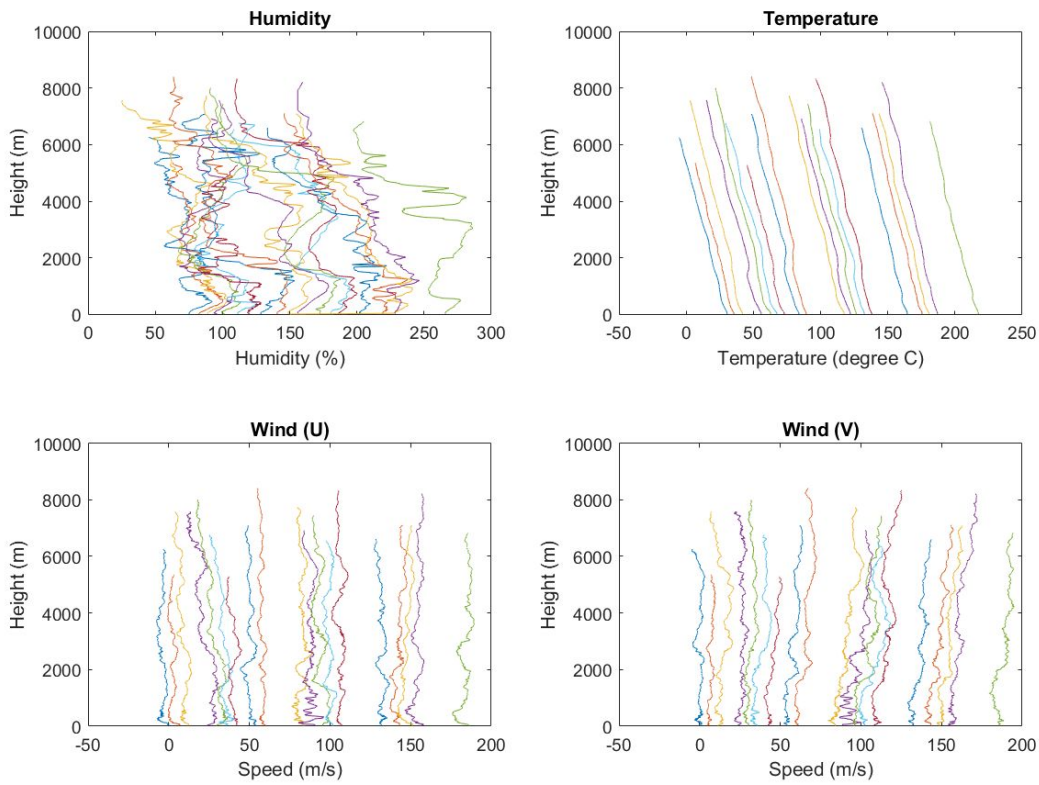 Humidity
10000
8000
6000
4000
2000
0
Height (m)
0 50 100 150 200 250 300
Humidity (%)
Temperature
10000
8000
6000
4000
2000
0
Height (m)
-50 0 50 100 150 200 250
Temperature (degree C)
Wind (U)
10000
8000
6000
4000
2000
0
Height (m)
-50 0 50 100 150 200
Speed (m/s)
Wind (V)
10000
8000
6000
4000
2000
0
Height (m)
-50 0 50 100 150 200
Speed (m/s)